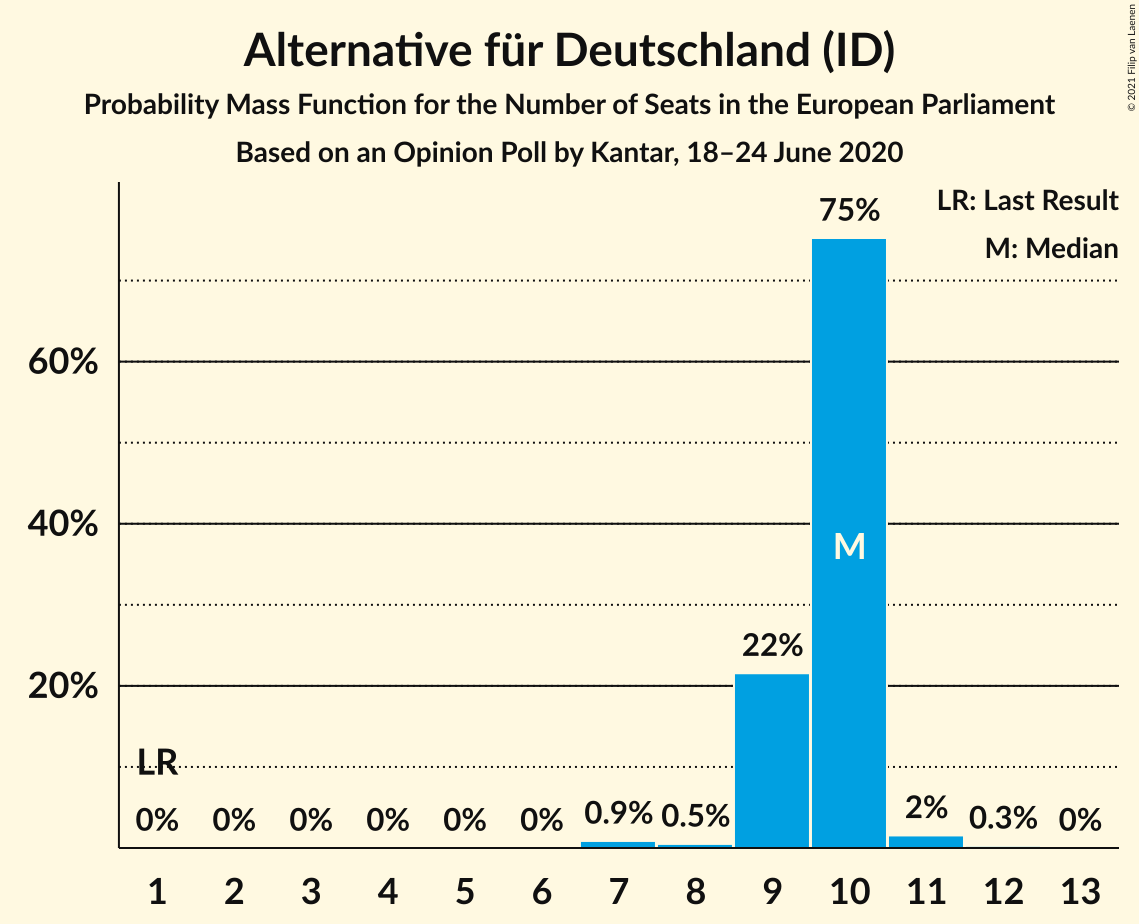 Alternative für Deutschland (ID)
Probability Mass Function for the Number of Seats in the European Parliament
Based on an Opinion Poll by Kantar, 18–24 June 2020
© 2021 Filip van Laenen
LR: Last Result
M: Median
75%
60%
40%
M
22%
20%
LR
0% 0% 0% 0% 0% 0% 0.9% 0.5% 2% 0.3% 0%
1 2 3 4 5 6 7 8 9 10 11 12 13